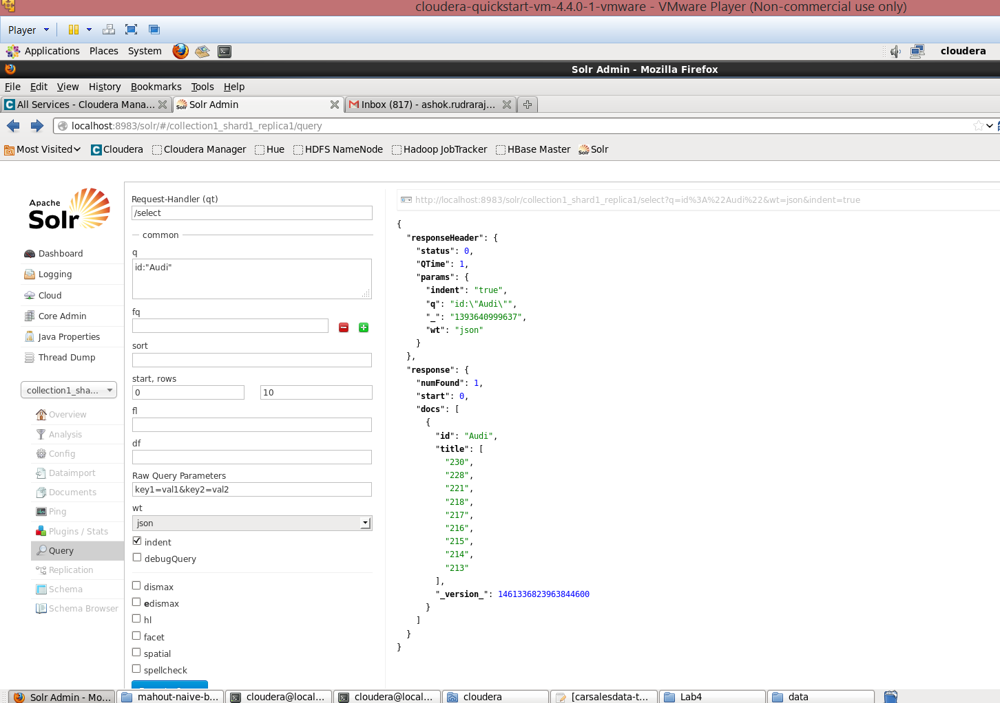 cloudera-quickstart-vm-4.4.0-1-vmware - VMware Player (Non-commercial use only)
Player
Applications Places System cloudera
Solr Admin - Mozilla Firefox
File Edit View History Bookmarks Tools Help
All Services - Cloudera Mana... Solr Admin Inbox (817) - ashok.rudraraj...
localhost:8983/solr/#/collection1_shard1_replica1/query
Most Visited Cloudera Cloudera Manager Hue HDFS NameNode Hadoop JobTracker HBase Master Solr
Apache
Solr
Dashboard
Logging
Cloud
Core Admin
Java Properties
Thread Dump
collection1_sha...
Overview
Analysis
Config
Dataimport
Documents
Ping
Plugins / Stats
Query
Replication
Schema
Schema Browser
Request-Handler (qt)
/select
common
q
id:"Audi"
fq
sort
start, rows
0 10
fl
df
Raw Query Parameters
key1=val1&key2=val2
wt
json
indent
debugQuery
dismax
edismax
hl
facet
spatial
spellcheck
http://localhost:8983/solr/collection1_shard1_replica1/select?q=id%3A%22Audi%22&wt=json&indent=true
{
"responseHeader": {
"status": 0,
"QTime": 1,
"params": {
"indent": "true",
"q": "id:\"Audi\"",
"_": "1393640999637",
"wt": "json"
}
},
"response": {
"numFound": 1,
"start": 0,
"docs": [
{
"id": "Audi",
"title": [
"230",
"228",
"221",
"218",
"217",
"216",
"215",
"214",
"213"
],
"_version_": 1461336823963844600
}
]
}
}
Solr Admin - Mo... mahout-naive-b... cloudera@local... cloudera@local... cloudera [carsalesdata-t... Lab4 data